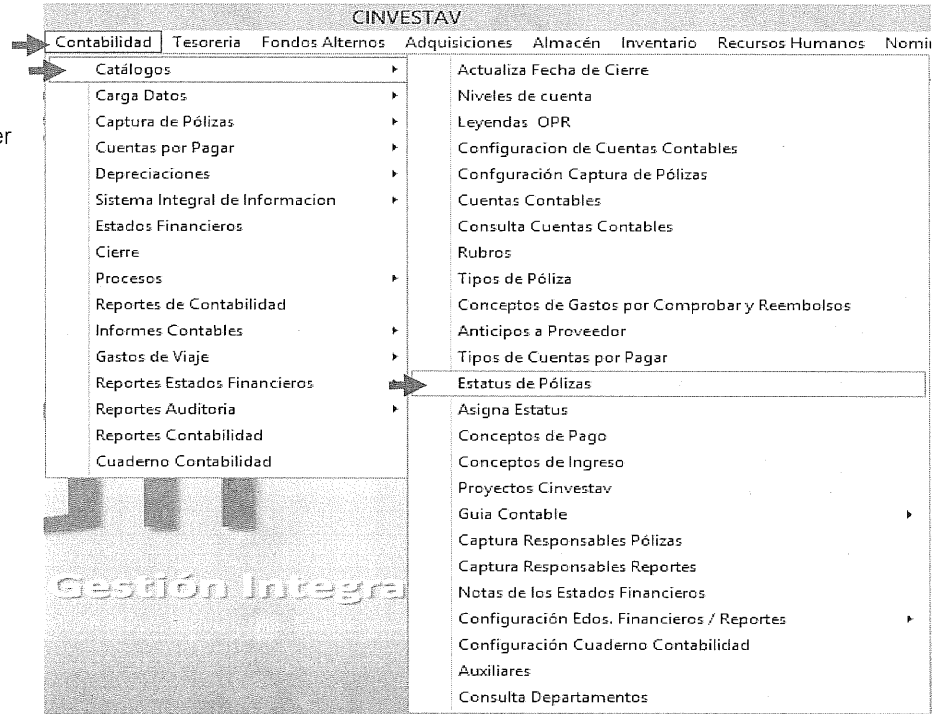 CINVESTAV
Contabilidad Tesoreria Fondos Alternos Adquisiciones Almacén Inventario Recursos Humanos Nomi
er
Catálogos
Carga Datos
Captura de Pólizas
Cuentas por Pagar
Depreciaciones
Sistema Integral de Informacion
Estados Financieros
Cierre
Procesos
Reportes de Contabilidad
Informes Contables
Gastos de Viaje
Reportes Estados Financieros
Reportes Auditoria
Reportes Contabilidad
Cuaderno Contabilidad
Actualiza Fecha de Cierre
Niveles de cuenta
Leyendas OPR
Configuracion de Cuentas Contables
Confguración Captura de Pólizas
Cuentas Contables
Consulta Cuentas Contables
Rubros
Tipos de Póliza
Conceptos de Gastos por Comprobar y Reembolsos
Anticipos a Proveedor
Tipos de Cuentas por Pagar
Estatus de Pólizas
Asigna Estatus
Conceptos de Pago
Conceptos de Ingreso
Proyectos Cinvestav
Guia Contable
Captura Responsables Pólizas
Captura Responsables Reportes
Notas de los Estados Financieros
Configuración Edos. Financieros / Reportes
Configuración Cuaderno Contabilidad
Auxiliares
Consulta Departamentos
Gestión Integra